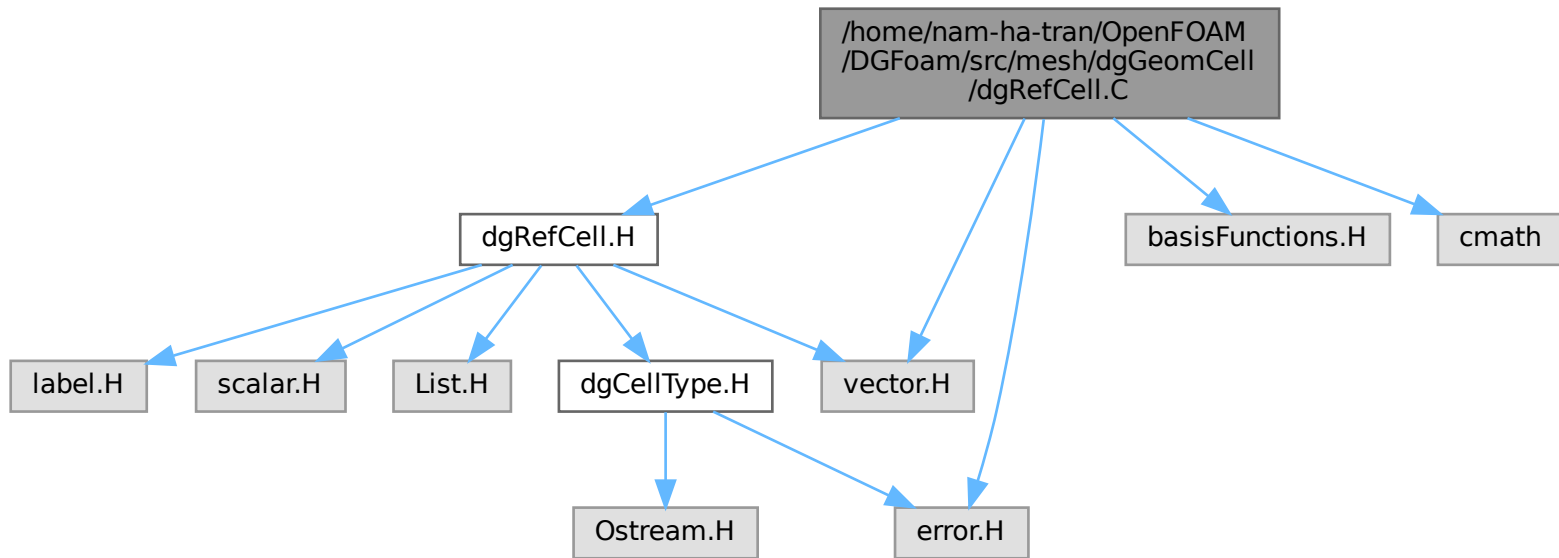 /home/nam-ha-tran/OpenFOAM
/DGFoam/src/mesh/dgGeomCell
/dgRefCell.C
dgRefCell.H
basisFunctions.H
cmath
label.H
scalar.H
List.H
dgCellType.H
vector.H
Ostream.H
error.H